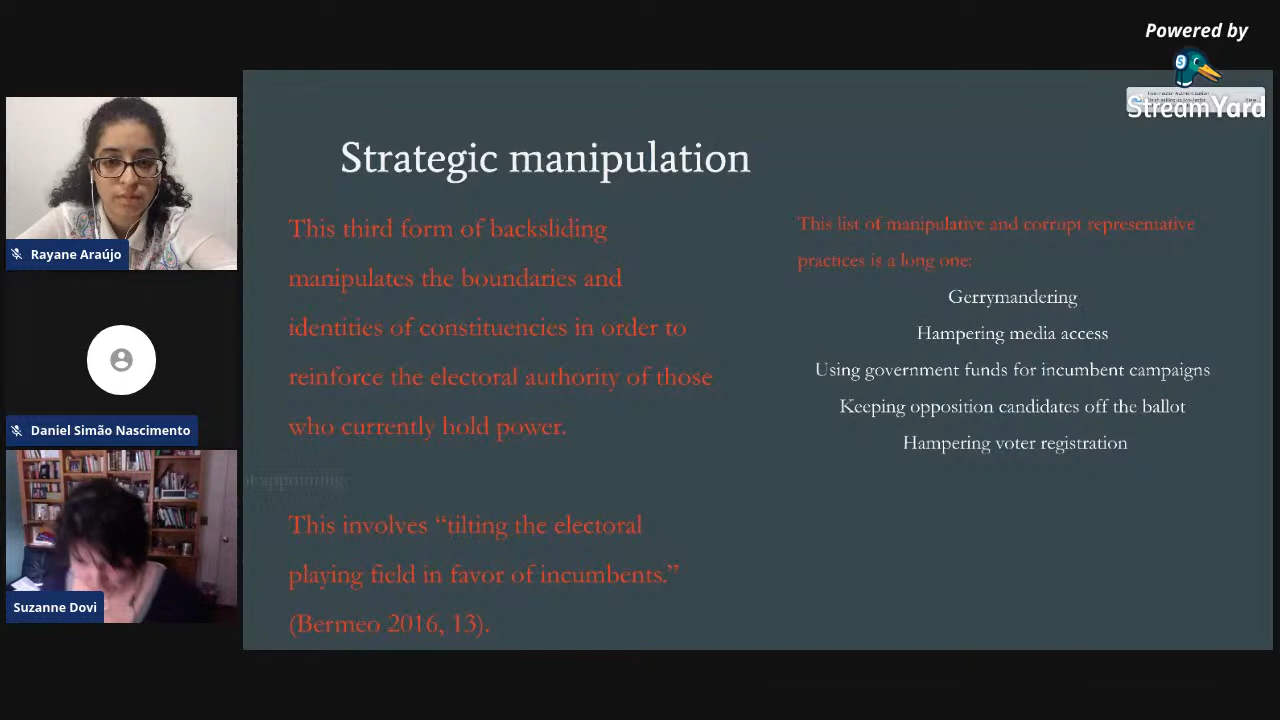 Powered by
StreamYard
Strategic manipulation
This third form of backsliding
manipulates the boundaries and
identities of constituencies in order to
reinforce the electoral authority of those
who currently hold power.
This involves “tilting the electoral
playing field in favor of incumbents.”
(Bermeo 2016, 13).
This list of manipulative and corrupt representative
practices is a long one:
Gerrymandering
Hampering media access
Using government funds for incumbent campaigns
Keeping opposition candidates off the ballot
Hampering voter registration
Rayane Araújo
Daniel Simão Nascimento
Suzanne Dovi